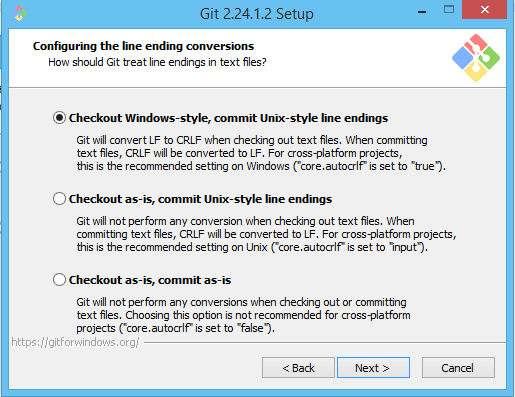 Git 2.24.1.2 Setup
Configuring the line ending conversions
How should Git treat line endings in text files?
Checkout Windows-style, commit Unix-style line endings
Git will convert LF to CRLF when checking out text files. When committing
text files, CRLF will be converted to LF. For cross-platform projects,
this is the recommended setting on Windows ("core.autocrlf" is set to "true").
Checkout as-is, commit Unix-style line endings
Git will not perform any conversion when checking out text files. When
committing text files, CRLF will be converted to LF. For cross-platform projects,
this is the recommended setting on Unix ("core.autocrlf" is set to "input").
Checkout as-is, commit as-is
Git will not perform any conversions when checking out or committing
text files. Choosing this option is not recommended for cross-platform
projects ("core.autocrlf" is set to "false").
https://gitforwindows.org/
< Back
Next >
Cancel